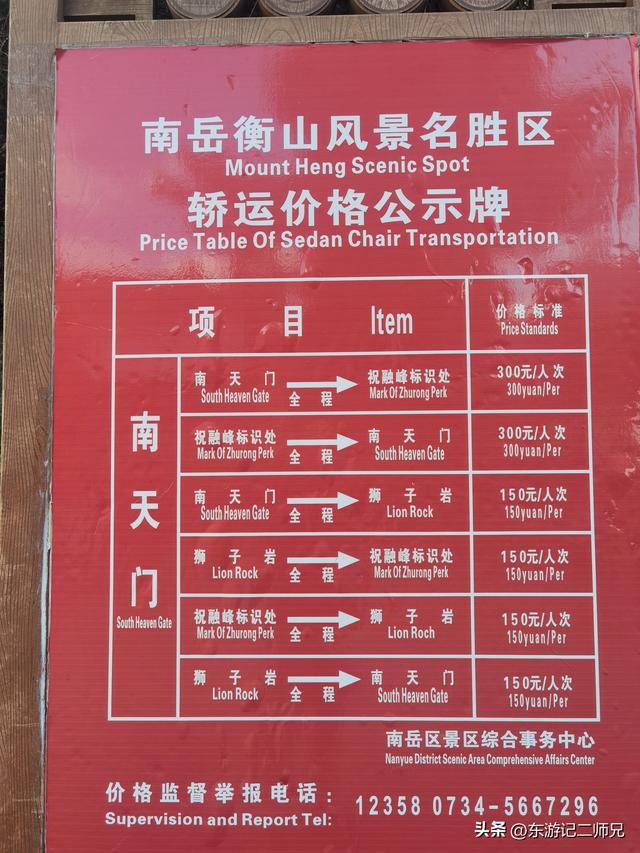 南岳衡山风景名胜区
Mount Heng Scenic Spot
轿运价格公示牌
Price Table Of Sedan Chair Transportation
项 目 Item
价格标准
Price Standards
南天门
South Heaven Gate
南天门 全程 祝融峰标识处 300元/人次
South Heaven Gate Mark Of Zhurong Perk 300yuan/Per
祝融峰标识处 全程 南天门 300元/人次
Mark Of Zhurong Perk South Heaven Gate 300yuan/Per
南天门 全程 狮子岩 150元/人次
South Heaven Gate Lion Rock 150yuan/Per
狮子岩 全程 祝融峰标识处 150元/人次
Lion Rock Mark Of Zhurong Perk 150yuan/Per
祝融峰标识处 全程 狮子岩 150元/人次
Mark Of Zhurong Perk Lion Roch 150yuan/Per
狮子岩 全程 南天门 150元/人次
Lion Rock South Heaven Gate 150yuan/Per
南岳区景区综合事务中心
Nanyue District Scenic Area Comprehensive Affairs Center
价格监督举报电话： 12358 0734-5667296
Supervision and Report Tel:
头条 @东游记二师兄